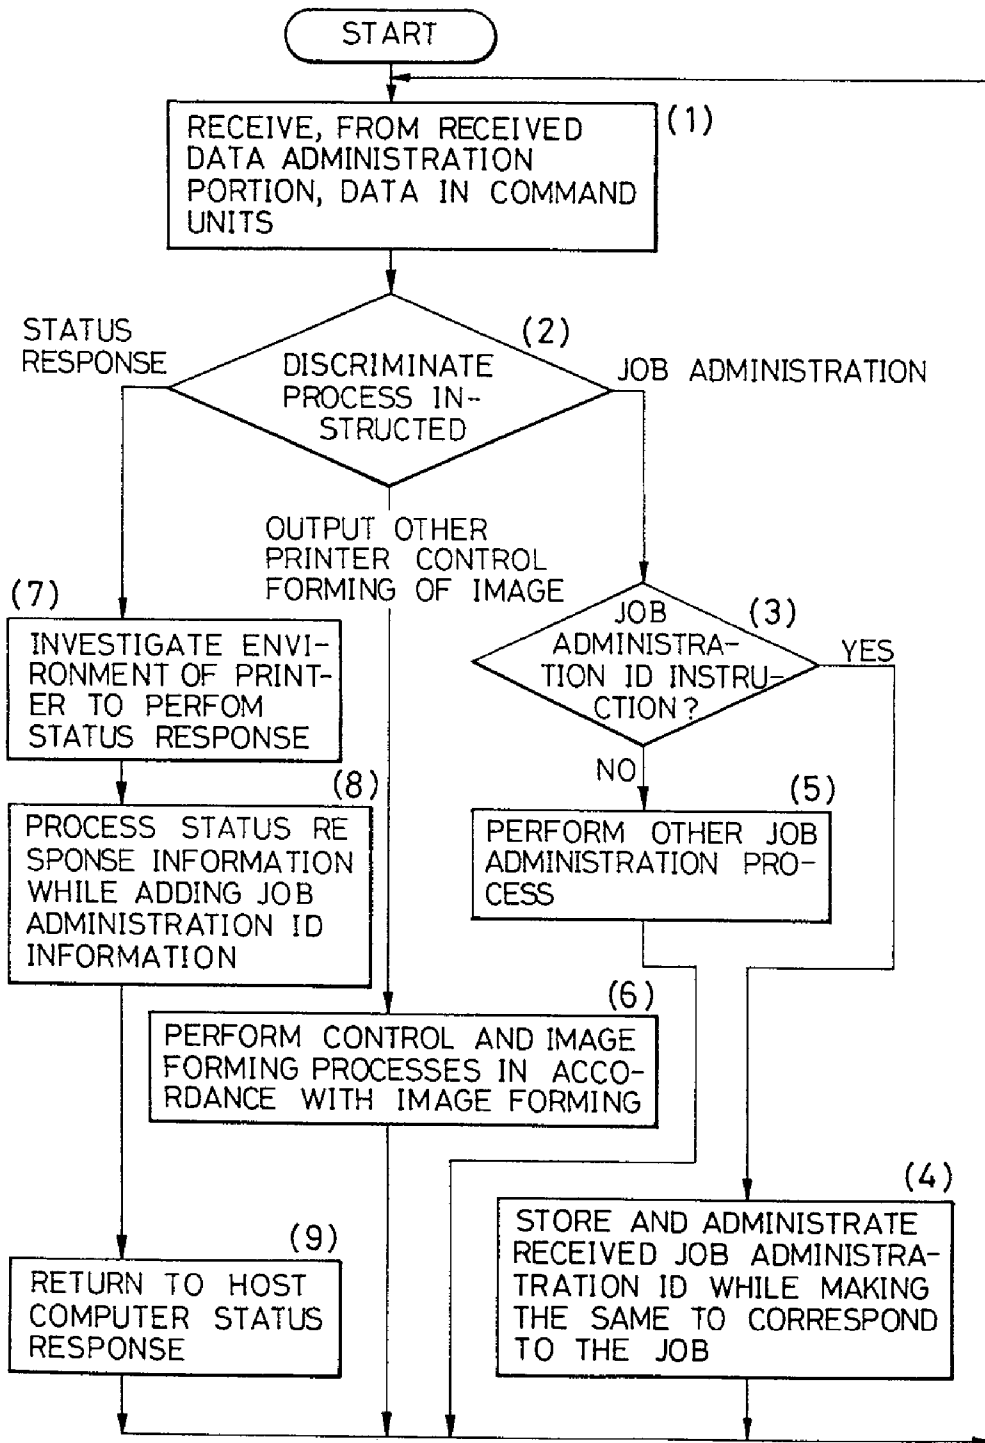 START
(1)
RECEIVE, FROM RECEIVED
DATA ADMINISTRATION
PORTION, DATA IN COMMAND
UNITS
STATUS
RESPONSE
(2)
DISCRIMINATE
PROCESS IN-
STRUCTED
JOB ADMINISTRATION
OUTPUT OTHER
PRINTER CONTROL
FORMING OF IMAGE
(3)
JOB
ADMINISTRA-
TION ID INSTRU-
CTION?
YES
NO
(7)
INVESTIGATE ENVI-
RONMENT OF PRINT-
ER TO PERFOM
STATUS RESPONSE
(8)
PROCESS STATUS RE
SPONSE INFORMATION
WHILE ADDING JOB
ADMINISTRATION ID
INFORMATION
(5)
PERFORM OTHER JOB
ADMINISTRATION PRO-
CESS
(6)
PERFORM CONTROL AND IMAGE
FORMING PROCESSES IN ACCO-
RDANCE WITH IMAGE FORMING
(4)
STORE AND ADMINISTRATE
RECEIVED JOB ADMINISTRA-
TRATION ID WHILE MAKING
THE SAME TO CORRESPOND
TO THE JOB
(9)
RETURN TO HOST
COMPUTER STATUS
RESPONSE